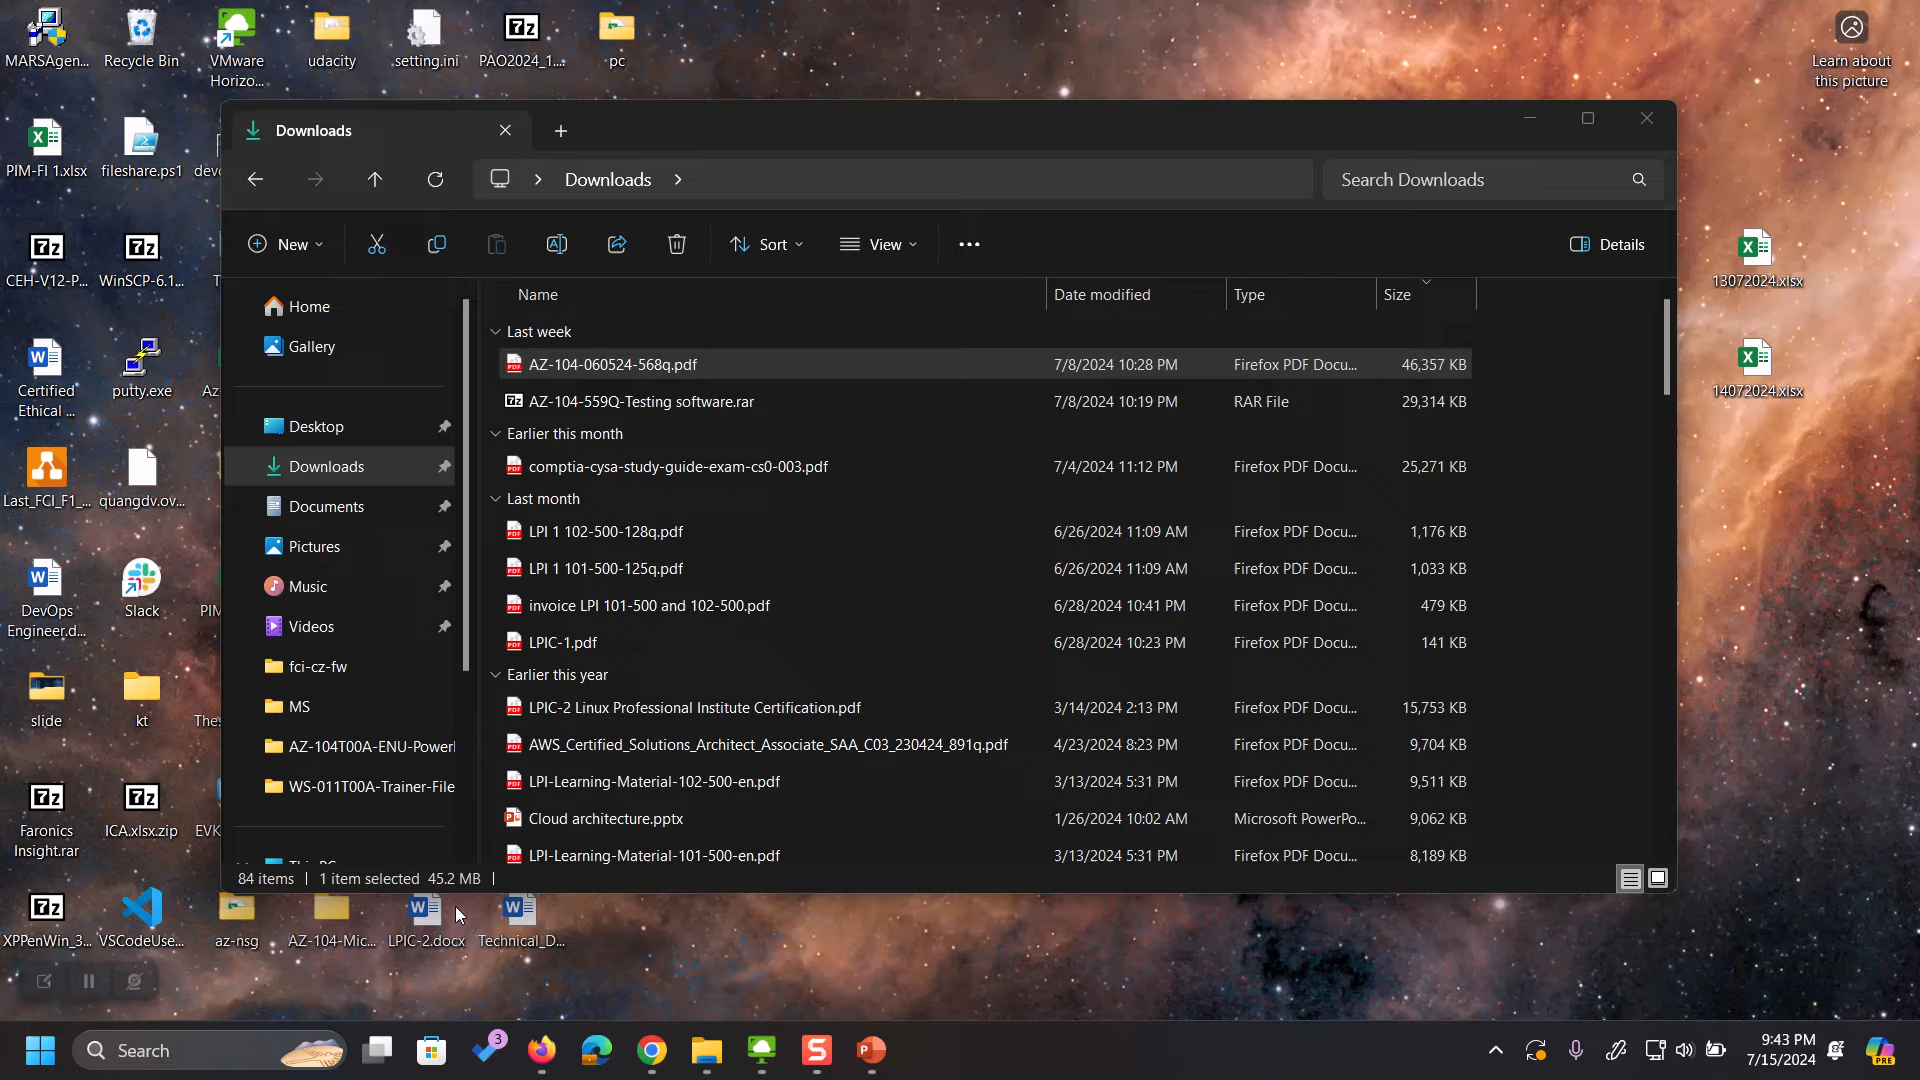 MARSAgen...
Recycle Bin
VMware
Horizo...
udacity
setting.ini
PAO2024_1...
pc
Learn about
this picture
PIM-FI 1.xlsx
fileshare.ps1
devo
CEH-V12-P...
WinSCP-6.1...
T
13072024.xlsx
Certified
Ethical ...
putty.exe
Az
14072024.xlsx
Last_FCI_F1_...
quangdv.ov...
DevOps
Engineer.d...
Slack
PIM
slide
kt
Thes
Faronics
Insight.rar
ICA.xlsx.zip
EVK
XPPenWin_3...
VSCodeUse...
az-nsg
AZ-104-Mic...
LPIC-2.docx
Technical_D...
Downloads
Downloads
Search Downloads
New
Sort
View
Details
Home
Gallery
Desktop
Downloads
Documents
Pictures
Music
Videos
fci-cz-fw
MS
AZ-104T00A-ENU-Powerl
WS-011T00A-Trainer-File
This PC
Name Date modified Type Size
Last week
AZ-104-060524-568q.pdf 7/8/2024 10:28 PM Firefox PDF Docu... 46,357 KB
AZ-104-559Q-Testing software.rar 7/8/2024 10:19 PM RAR File 29,314 KB
Earlier this month
comptia-cysa-study-guide-exam-cs0-003.pdf 7/4/2024 11:12 PM Firefox PDF Docu... 25,271 KB
Last month
LPI 1 102-500-128q.pdf 6/26/2024 11:09 AM Firefox PDF Docu... 1,176 KB
LPI 1 101-500-125q.pdf 6/26/2024 11:09 AM Firefox PDF Docu... 1,033 KB
invoice LPI 101-500 and 102-500.pdf 6/28/2024 10:41 PM Firefox PDF Docu... 479 KB
LPIC-1.pdf 6/28/2024 10:23 PM Firefox PDF Docu... 141 KB
Earlier this year
LPIC-2 Linux Professional Institute Certification.pdf 3/14/2024 2:13 PM Firefox PDF Docu... 15,753 KB
AWS_Certified_Solutions_Architect_Associate_SAA_C03_230424_891q.pdf 4/23/2024 8:23 PM Firefox PDF Docu... 9,704 KB
LPI-Learning-Material-102-500-en.pdf 3/13/2024 5:31 PM Firefox PDF Docu... 9,511 KB
Cloud architecture.pptx 1/26/2024 10:02 AM Microsoft PowerPo... 9,062 KB
LPI-Learning-Material-101-500-en.pdf 3/13/2024 5:31 PM Firefox PDF Docu... 8,189 KB
84 items 1 item selected 45.2 MB
Search
3
9:43 PM
7/15/2024